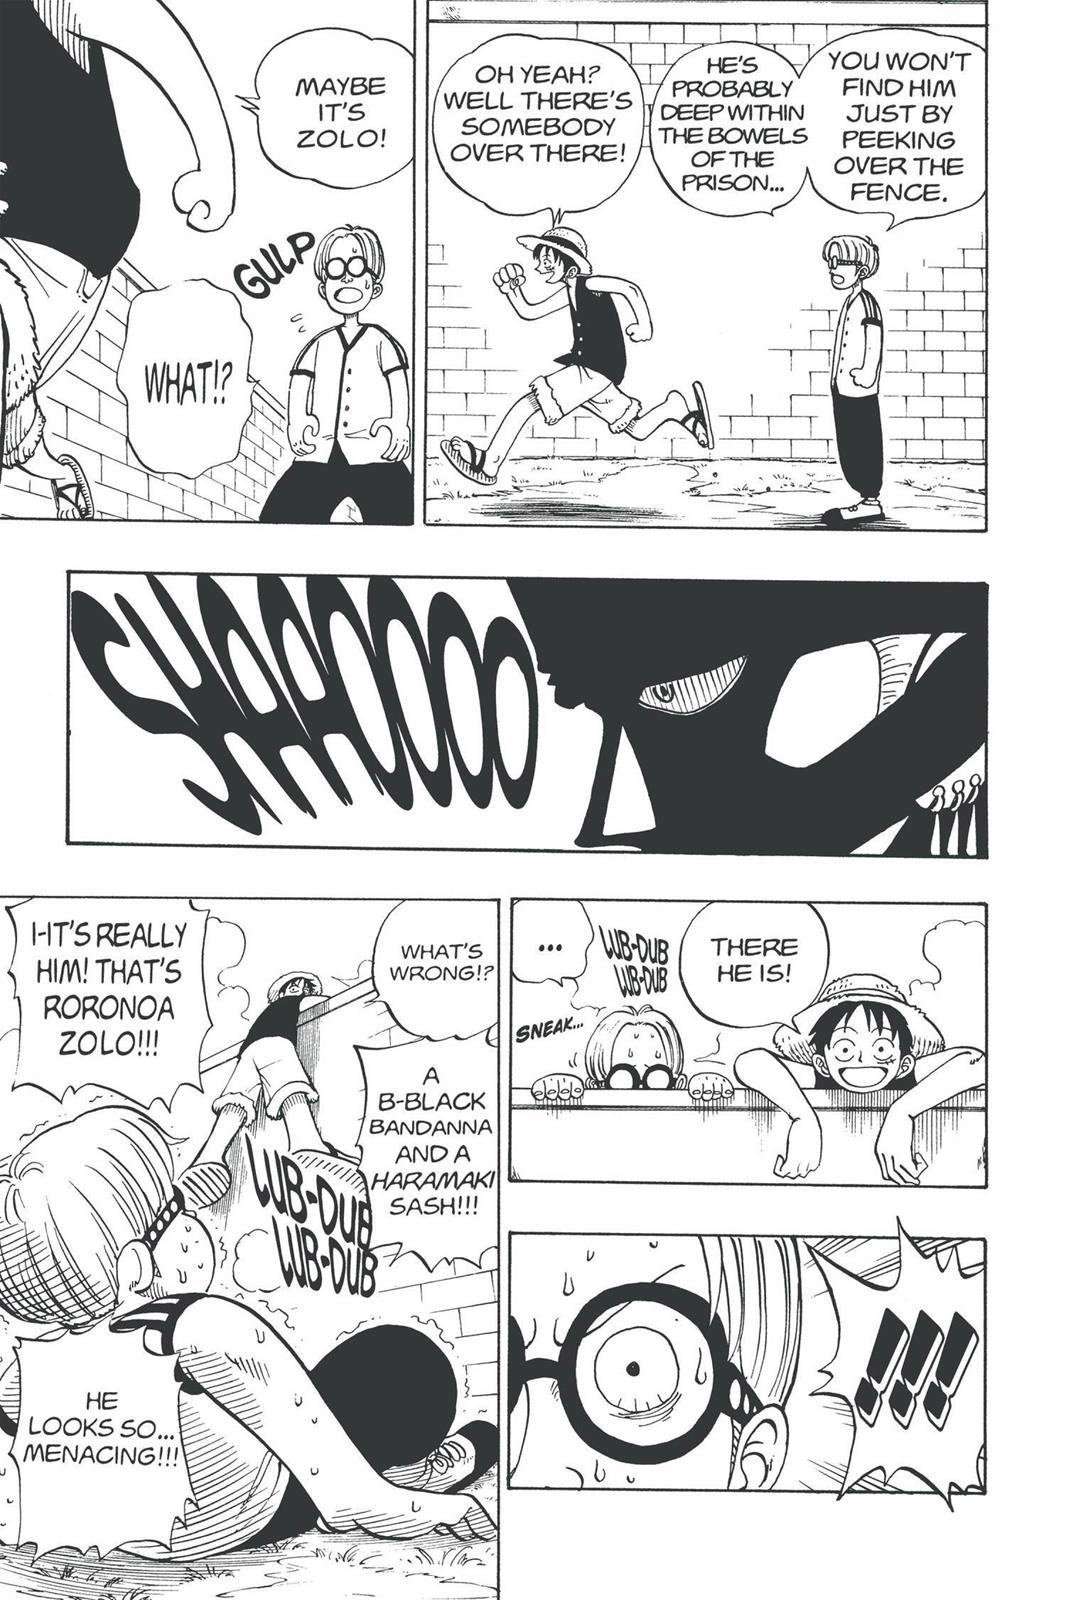 YOU WON'T
FIND HIM
JUST BY
PEEKING
OVER THE
FENCE.
HE'S
PROBABLY
DEEP WITHIN
THE BOWELS
OF THE
PRISON...
OH YEAH?
WELL THERE'S
SOMEBODY
OVER THERE!
MAYBE
IT'S
ZOLO!
GULP
WHAT!?
SHAAAOOOO
THERE
HE IS!
LUB-DUB
LUB-DUB
...
SNEAK...
!!!
WHAT'S
WRONG!?
I-IT'S REALLY
HIM! THAT'S
RORONOA
ZOLO!!!
A
B-BLACK
BANDANNA
AND A
HARAMAKI
SASH!!!
LUB-DUB
LUB-DUB
HE
LOOKS SO...
MENACING!!!